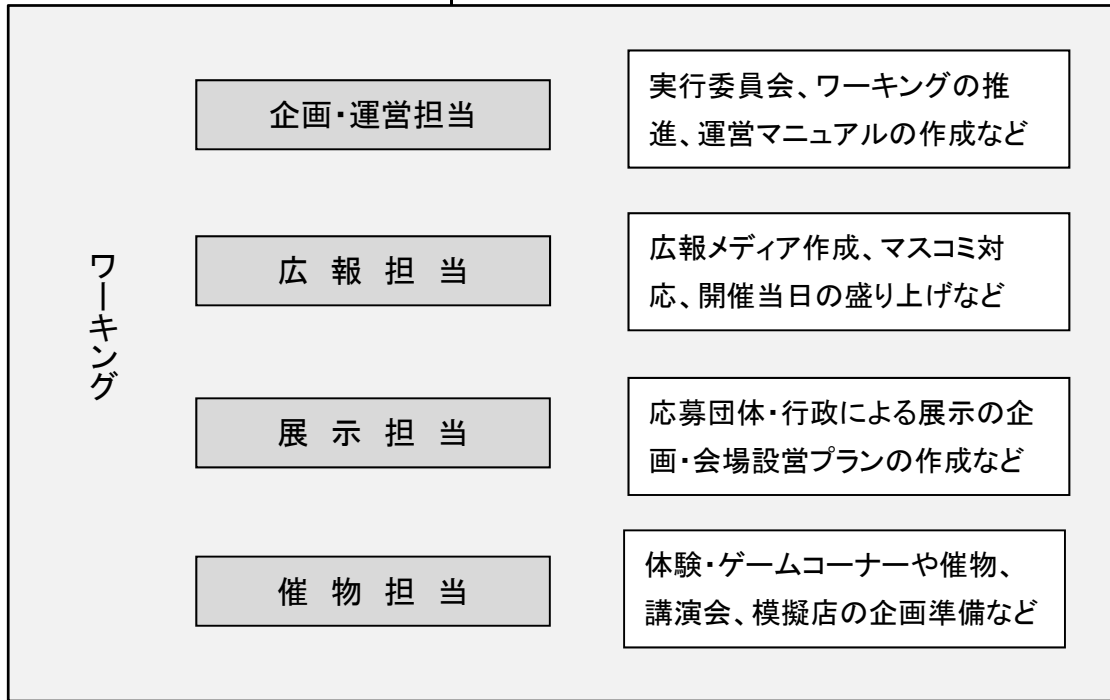 ワーキング
企画・運営担当
実行委員会、ワーキングの推
進、運営マニュアルの作成など
広報担当
広報メディア作成、マスコミ対
応、開催当日の盛り上げなど
展示担当
応募団体・行政による展示の企
画・会場設営プランの作成など
催物担当
体験・ゲームコーナーや催物、
講演会、模擬店の企画準備など